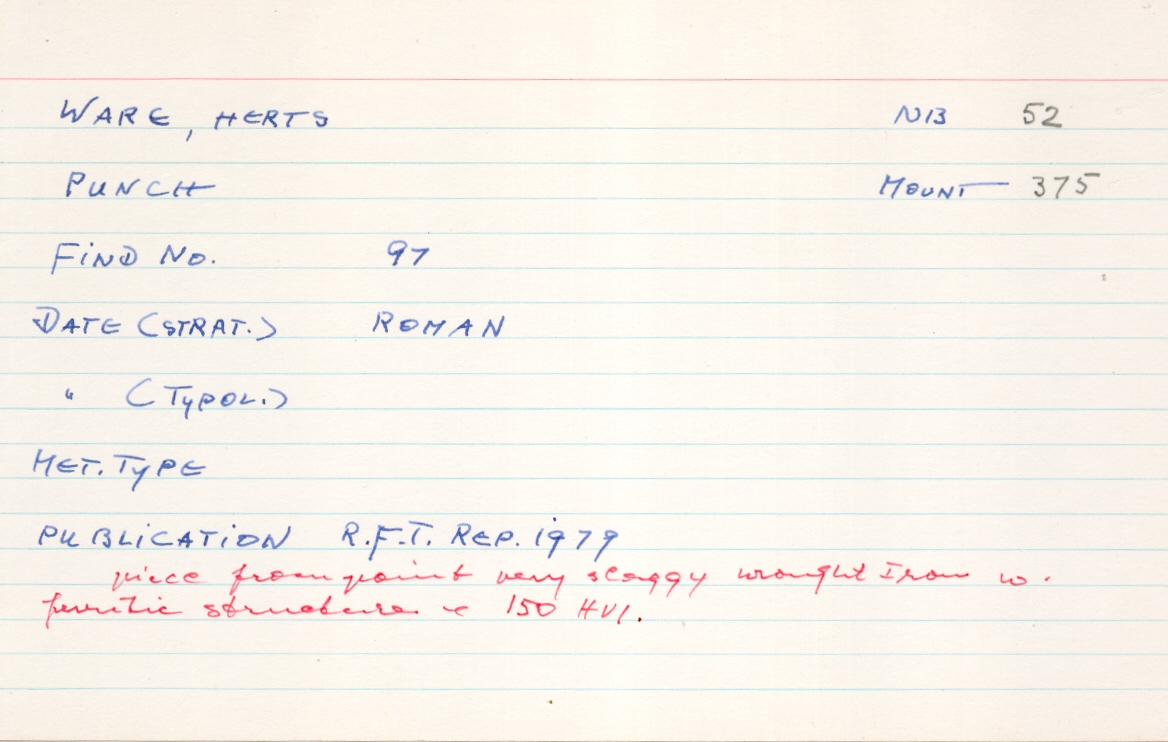 WARE, HERTS NB 52
PUNCH MOUNT 375
FIND NO. 97
DATE (STRAT.) ROMAN
" (TYPOL.)
MET. TYPE
PUBLICATION R.F.T. REP. 1979
piece from point very slaggy wrought Iron w.
ferritic structure 150 HV1.